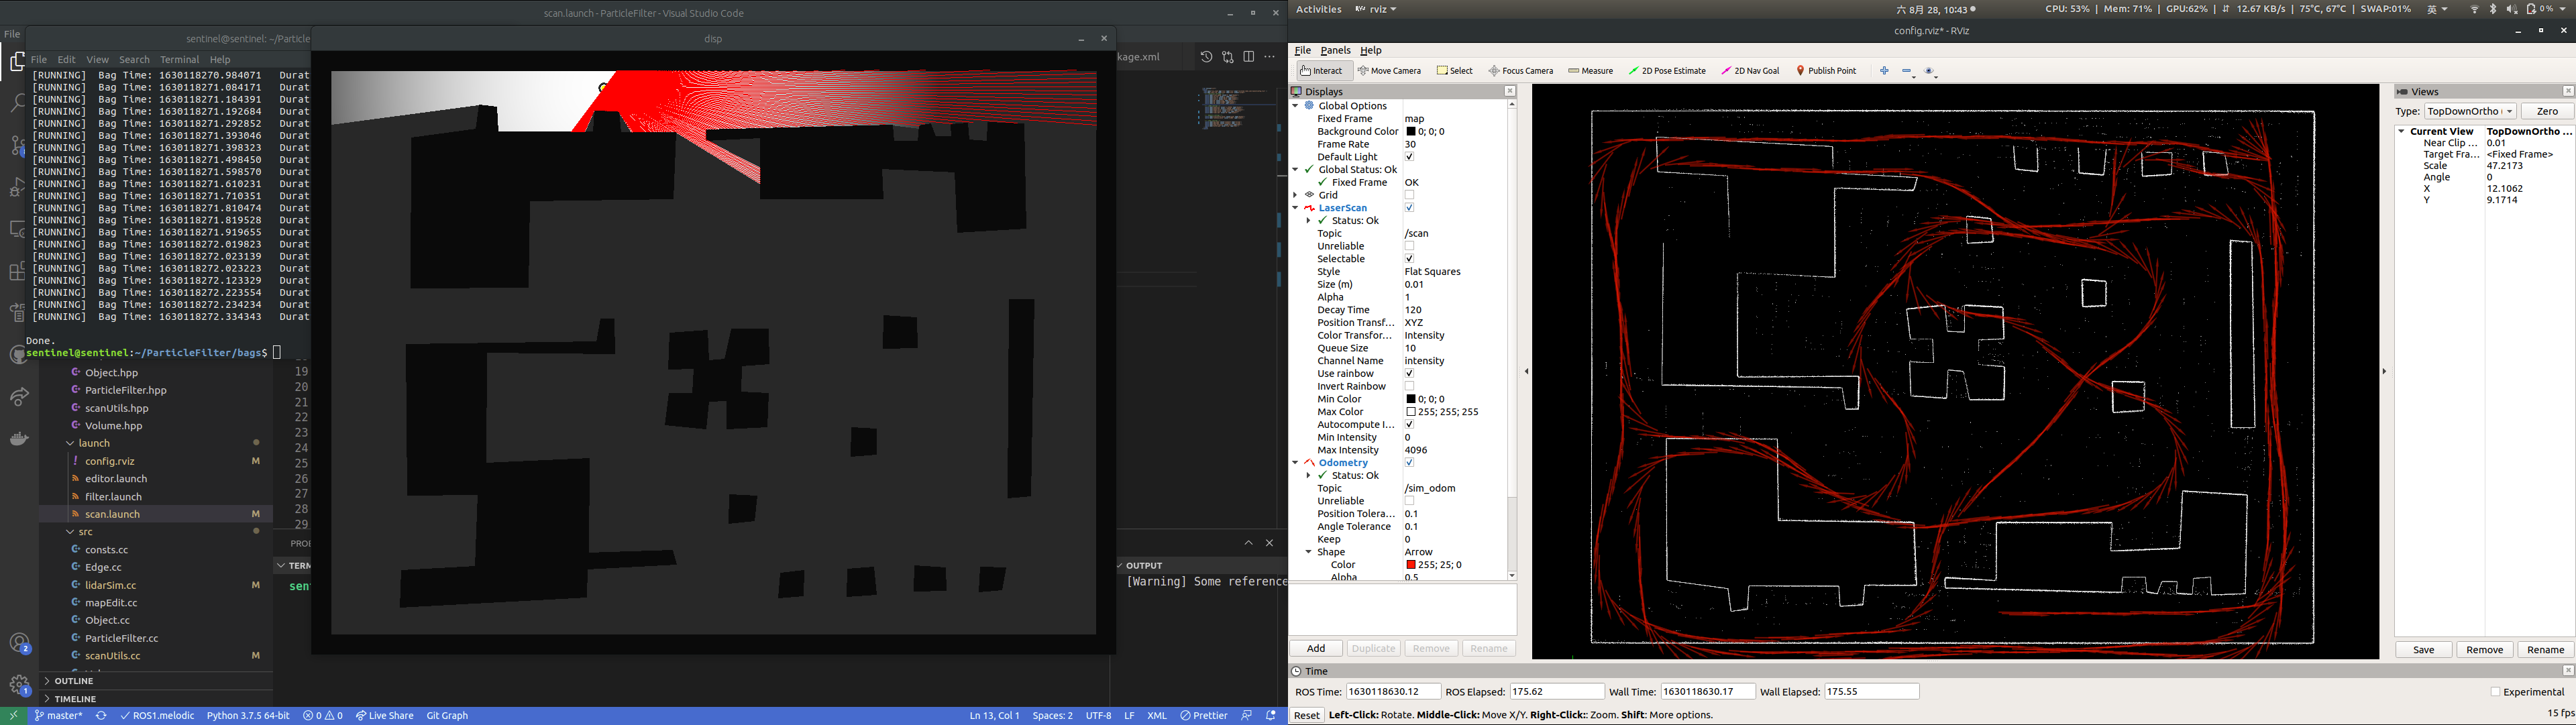 scan.launch - ParticleFilter - Visual Studio Code
File
sentinel@sentinel: ~/Particle
disp
kage.xml
File Edit View Search Terminal Help
[RUNNING] Bag Time: 1630118270.984071 Durat
[RUNNING] Bag Time: 1630118271.084171 Durat
[RUNNING] Bag Time: 1630118271.184391 Durat
[RUNNING] Bag Time: 1630118271.192684 Durat
[RUNNING] Bag Time: 1630118271.292852 Durat
[RUNNING] Bag Time: 1630118271.393046 Durat
[RUNNING] Bag Time: 1630118271.398323 Durat
[RUNNING] Bag Time: 1630118271.498450 Durat
[RUNNING] Bag Time: 1630118271.598570 Durat
[RUNNING] Bag Time: 1630118271.610231 Durat
[RUNNING] Bag Time: 1630118271.710351 Durat
[RUNNING] Bag Time: 1630118271.810474 Durat
[RUNNING] Bag Time: 1630118271.819528 Durat
[RUNNING] Bag Time: 1630118271.919655 Durat
[RUNNING] Bag Time: 1630118272.019823 Durat
[RUNNING] Bag Time: 1630118272.023139 Durat
[RUNNING] Bag Time: 1630118272.023223 Durat
[RUNNING] Bag Time: 1630118272.123329 Durat
[RUNNING] Bag Time: 1630118272.223554 Durat
[RUNNING] Bag Time: 1630118272.234234 Durat
[RUNNING] Bag Time: 1630118272.334343 Durat
Done.
sentinel@sentinel:~/ParticleFilter/bags$
Object.hpp
ParticleFilter.hpp
scanUtils.hpp
Volume.hpp
launch
config.rviz M
editor.launch
filter.launch
scan.launch M
src
consts.cc
Edge.cc
lidarSim.cc M
mapEdit.cc
Object.cc
ParticleFilter.cc
scanUtils.cc M
OUTLINE
TIMELINE
19
20
21
22
23
24
25
26
27
28
29
PROB
TERM
sent
OUTPUT
[Warning] Some reference
master* ROS1.melodic Python 3.7.5 64-bit 0 0 Live Share Git Graph
Ln 13, Col 1 Spaces: 2 UTF-8 LF XML Prettier
Activities rviz
六 8月 28, 10:43
CPU: 53% | Mem: 71% | GPU:62% | 12.67 KB/s | 75°C, 67°C | SWAP:01% 英 0 %
config.rviz* - RViz
File Panels Help
Interact Move Camera Select Focus Camera Measure 2D Pose Estimate 2D Nav Goal Publish Point
Displays
Global Options
Fixed Frame map
Background Color 0; 0; 0
Frame Rate 30
Default Light
Global Status: Ok
Fixed Frame OK
Grid
LaserScan
Status: Ok
Topic /scan
Unreliable
Selectable
Style Flat Squares
Size (m) 0.01
Alpha 1
Decay Time 120
Position Transf... XYZ
Color Transfor... Intensity
Queue Size 10
Channel Name intensity
Use rainbow
Invert Rainbow
Min Color 0; 0; 0
Max Color 255; 255; 255
Autocompute I...
Min Intensity 0
Max Intensity 4096
Odometry
Status: Ok
Topic /sim_odom
Unreliable
Position Tolera... 0.1
Angle Tolerance 0.1
Keep 0
Shape Arrow
Color 255; 25; 0
Alpha 0.5
Add Duplicate Remove Rename
Views
Type: TopDownOrtho Zero
Current View TopDownOrtho ...
Near Clip ... 0.01
Target Fra... <Fixed Frame>
Scale 47.2173
Angle 0
X 12.1062
Y 9.1714
Save Remove Rename
Time
ROS Time: 1630118630.12 ROS Elapsed: 175.62 Wall Time: 1630118630.17 Wall Elapsed: 175.55 Experimental
Reset Left-Click: Rotate. Middle-Click: Move X/Y. Right-Click:: Zoom. Shift: More options. 15 fps